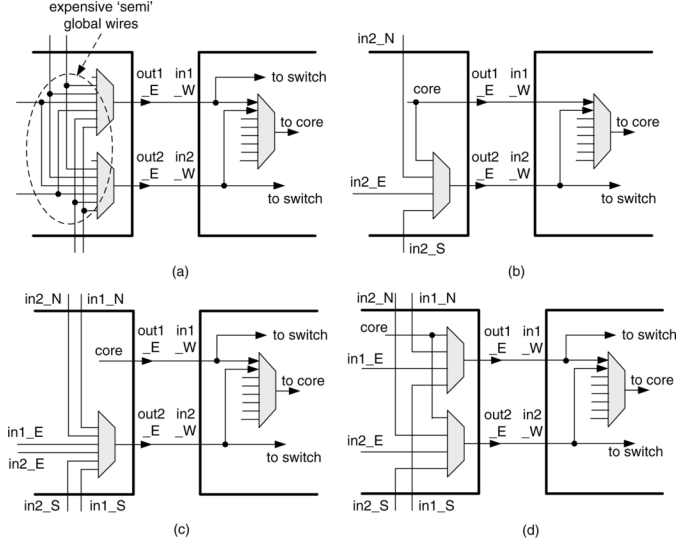 expensive 'semi'
global wires
out1
_E
in1
_W
to switch
to core
out2
_E
in2
_W
to switch
(a)
in2_N
core
out1
_E
in1
_W
to core
out2
_E
in2
_W
in2_E
to switch
in2_S
(b)
in2_N
in1_N
core
out1
_E
in1
_W
to switch
to core
in1_E
in2_E
out2
_E
in2
_W
to switch
in2_S
in1_S
(c)
in2_N
in1_N
core
in1_E
out1
_E
in1
_W
to switch
to core
in2_E
out2
_E
in2
_W
to switch
in2_S
in1_S
(d)